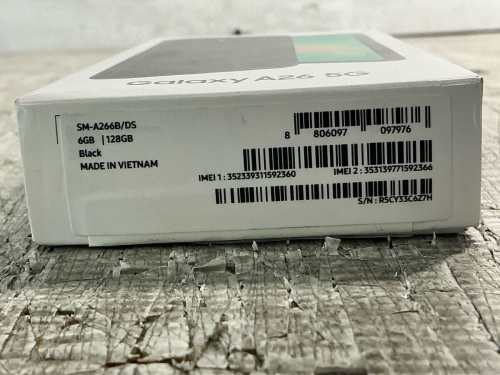 Galaxy A26 5G
SM-A266B/DS
6GB | 128GB
Black
MADE IN VIETNAM
8 806097 097976
IMEI 1 : 352339311592360
IMEI 2 : 353139771592366
S/N : R5CY33C6Z7H